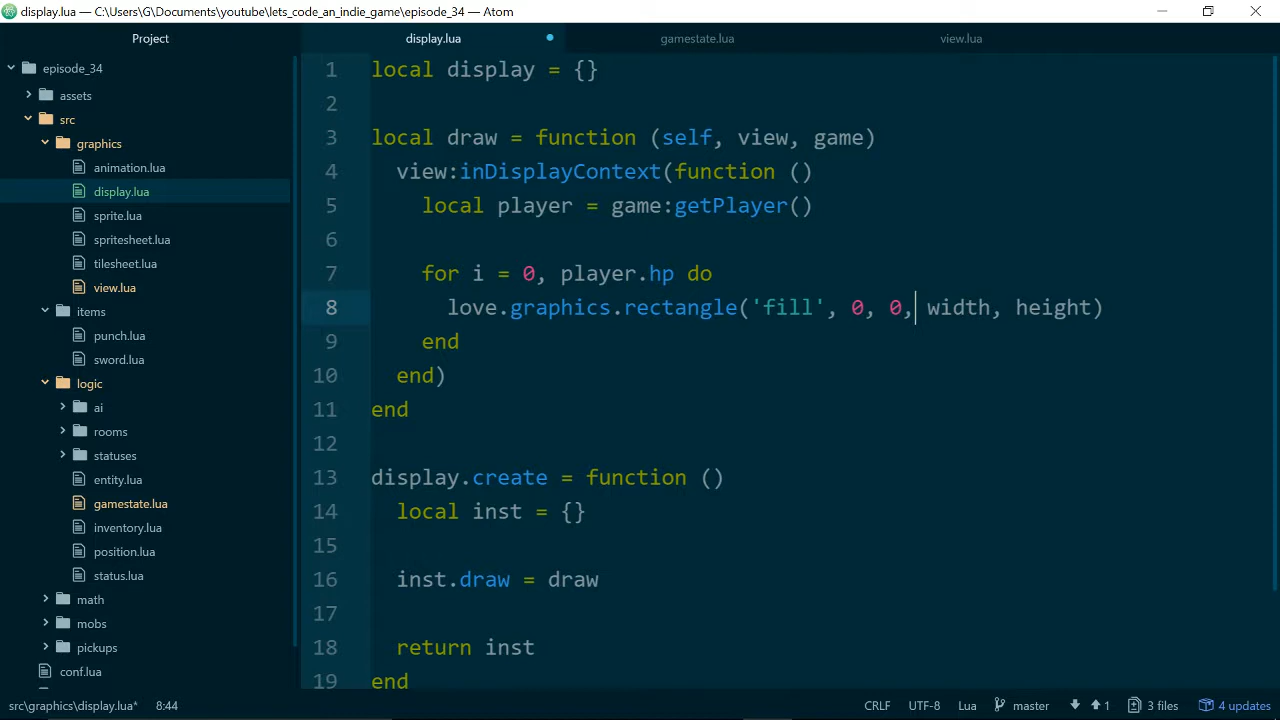 display.lua — C:\Users\G\Documents\youtube\lets_code_an_indie_game\episode_34 — Atom
Project
display.lua
gamestate.lua
view.lua
episode_34
assets
src
graphics
animation.lua
display.lua
sprite.lua
spritesheet.lua
tilesheet.lua
view.lua
items
punch.lua
sword.lua
logic
ai
rooms
statuses
entity.lua
gamestate.lua
inventory.lua
position.lua
status.lua
math
mobs
pickups
conf.lua
1 local display = {}
2
3 local draw = function (self, view, game)
4 view:inDisplayContext(function ()
5 local player = game:getPlayer()
6
7 for i = 0, player.hp do
8 love.graphics.rectangle('fill', 0, 0, width, height)
9 end
10 end)
11 end
12
13 display.create = function ()
14 local inst = {}
15
16 inst.draw = draw
17
18 return inst
19 end
src\graphics\display.lua* 8:44 CRLF UTF-8 Lua master 1 3 files 4 updates